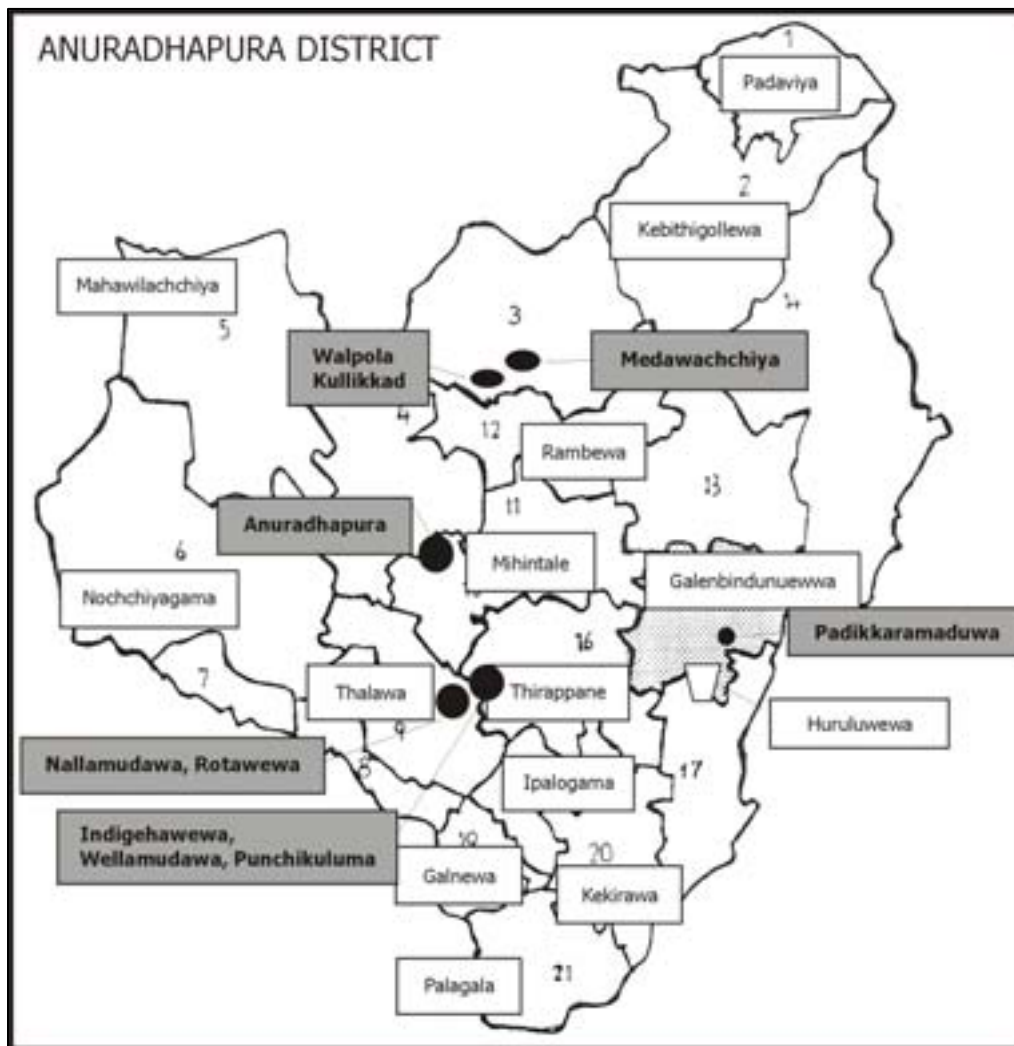 ANURADHAPURA DISTRICT
1
Padaviya
2
Kebithigollewa
Mahawilachchiya
5
3
14
Walpola
Kullikkad
Medawachchiya
4
12
Rambewa
13
11
Anuradhapura
6
Mihintale
Galenbindunuewwa
Nochchiyagama
Padikkaramaduwa
16
7
Thalawa
Thirappane
Huruluwewa
9
Nallamudawa, Rotawewa
8
Ipalogama
17
Indigehawewa,
Wellamudawa, Punchikuluma
20
Galnewa
Kekirawa
Palagala
21